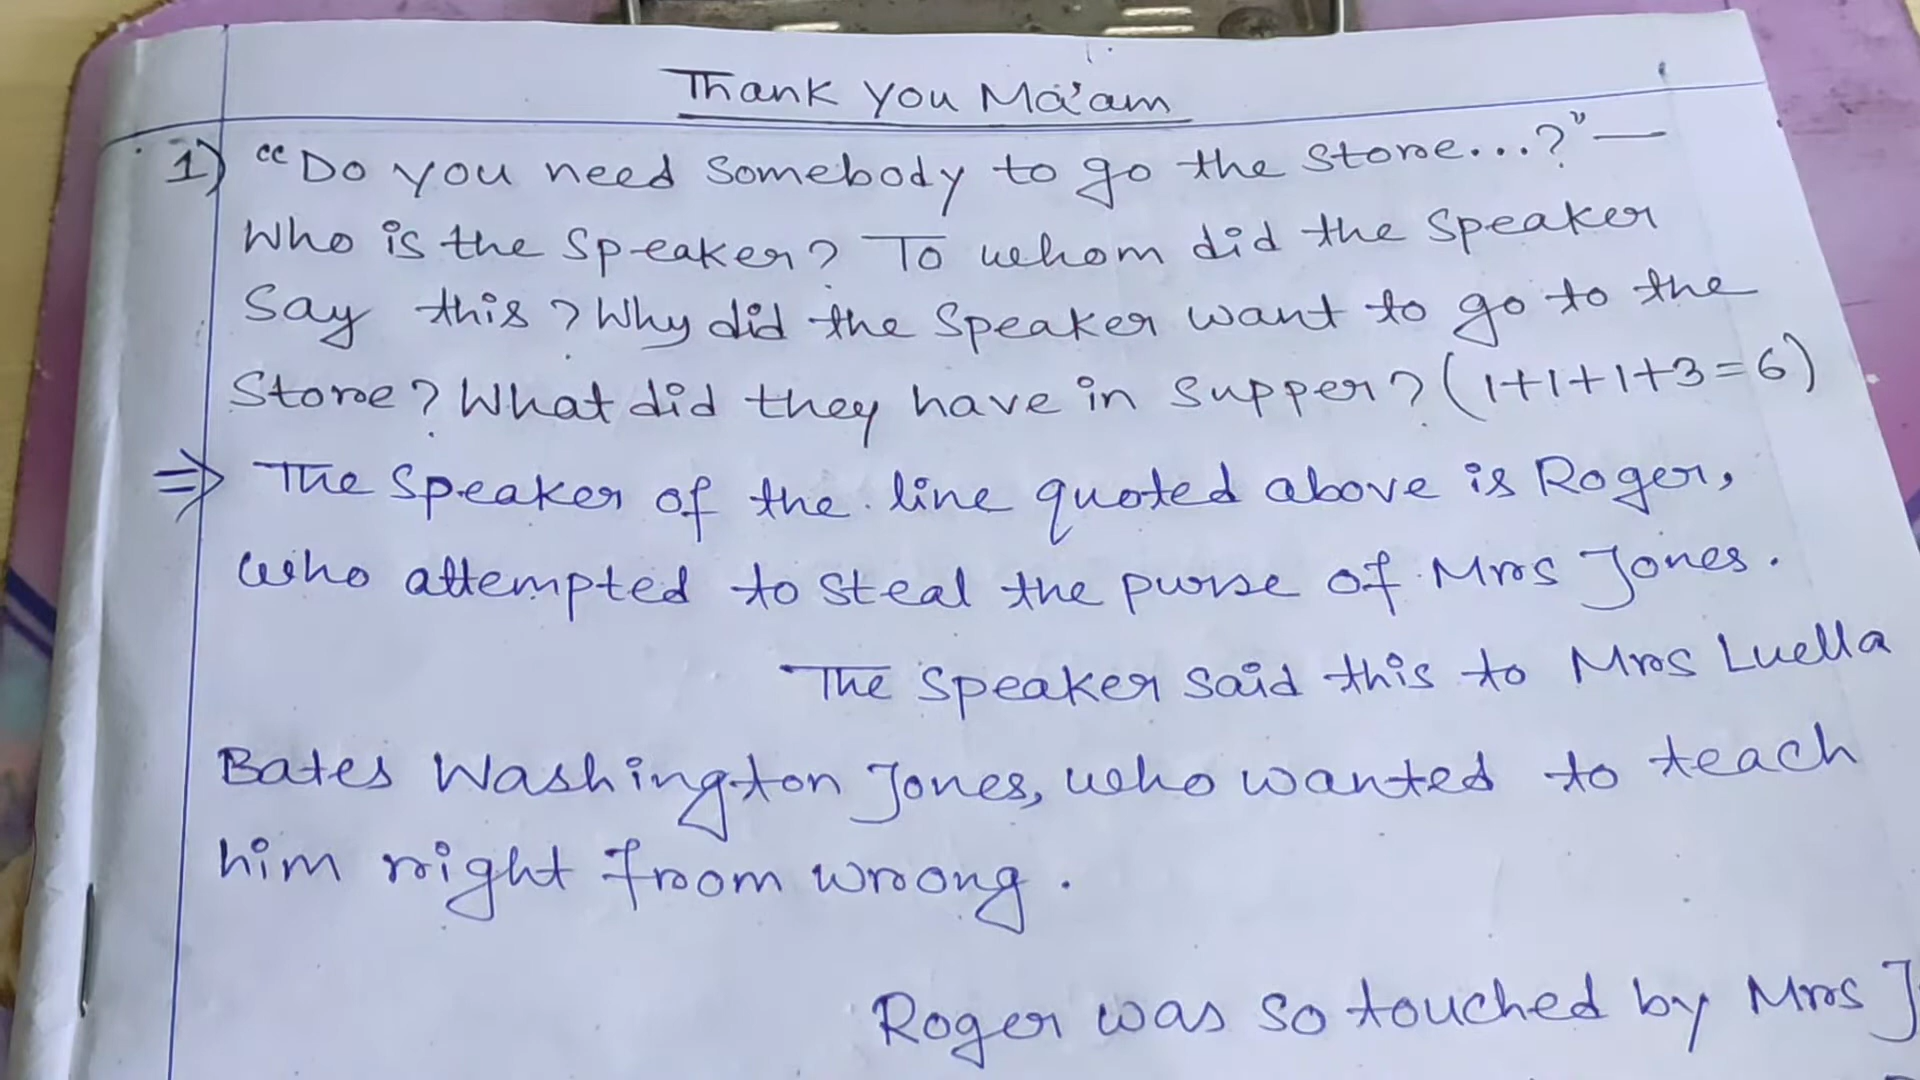 Thank you Ma'am
1) "Do you need Somebody to go the store...?" —
Who is the speaker? To whom did the speaker
Say this? Why did the speaker want to go to the
Store? What did they have in supper? (1+1+1+3=6)
⇒ The speaker of the line quoted above is Roger,
who attempted to steal the purse of Mrs Jones.
The speaker said this to Mrs Luella
Bates Washington Jones, who wanted to teach
him right from wrong.
Roger was so touched by Mrs J